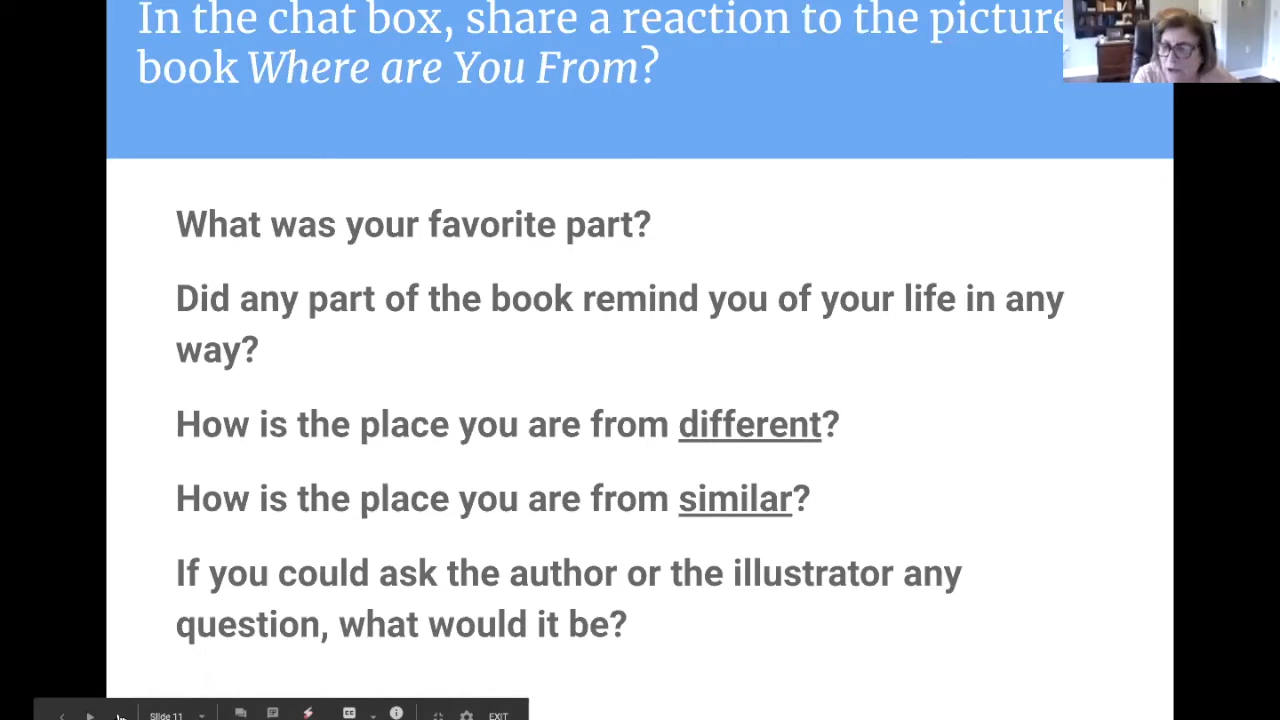 In the chat box, share a reaction to the picture
book Where are You From?
What was your favorite part?
Did any part of the book remind you of your life in any
way?
How is the place you are from different?
How is the place you are from similar?
If you could ask the author or the illustrator any
question, what would it be?
Slide 11
CC
EXIT